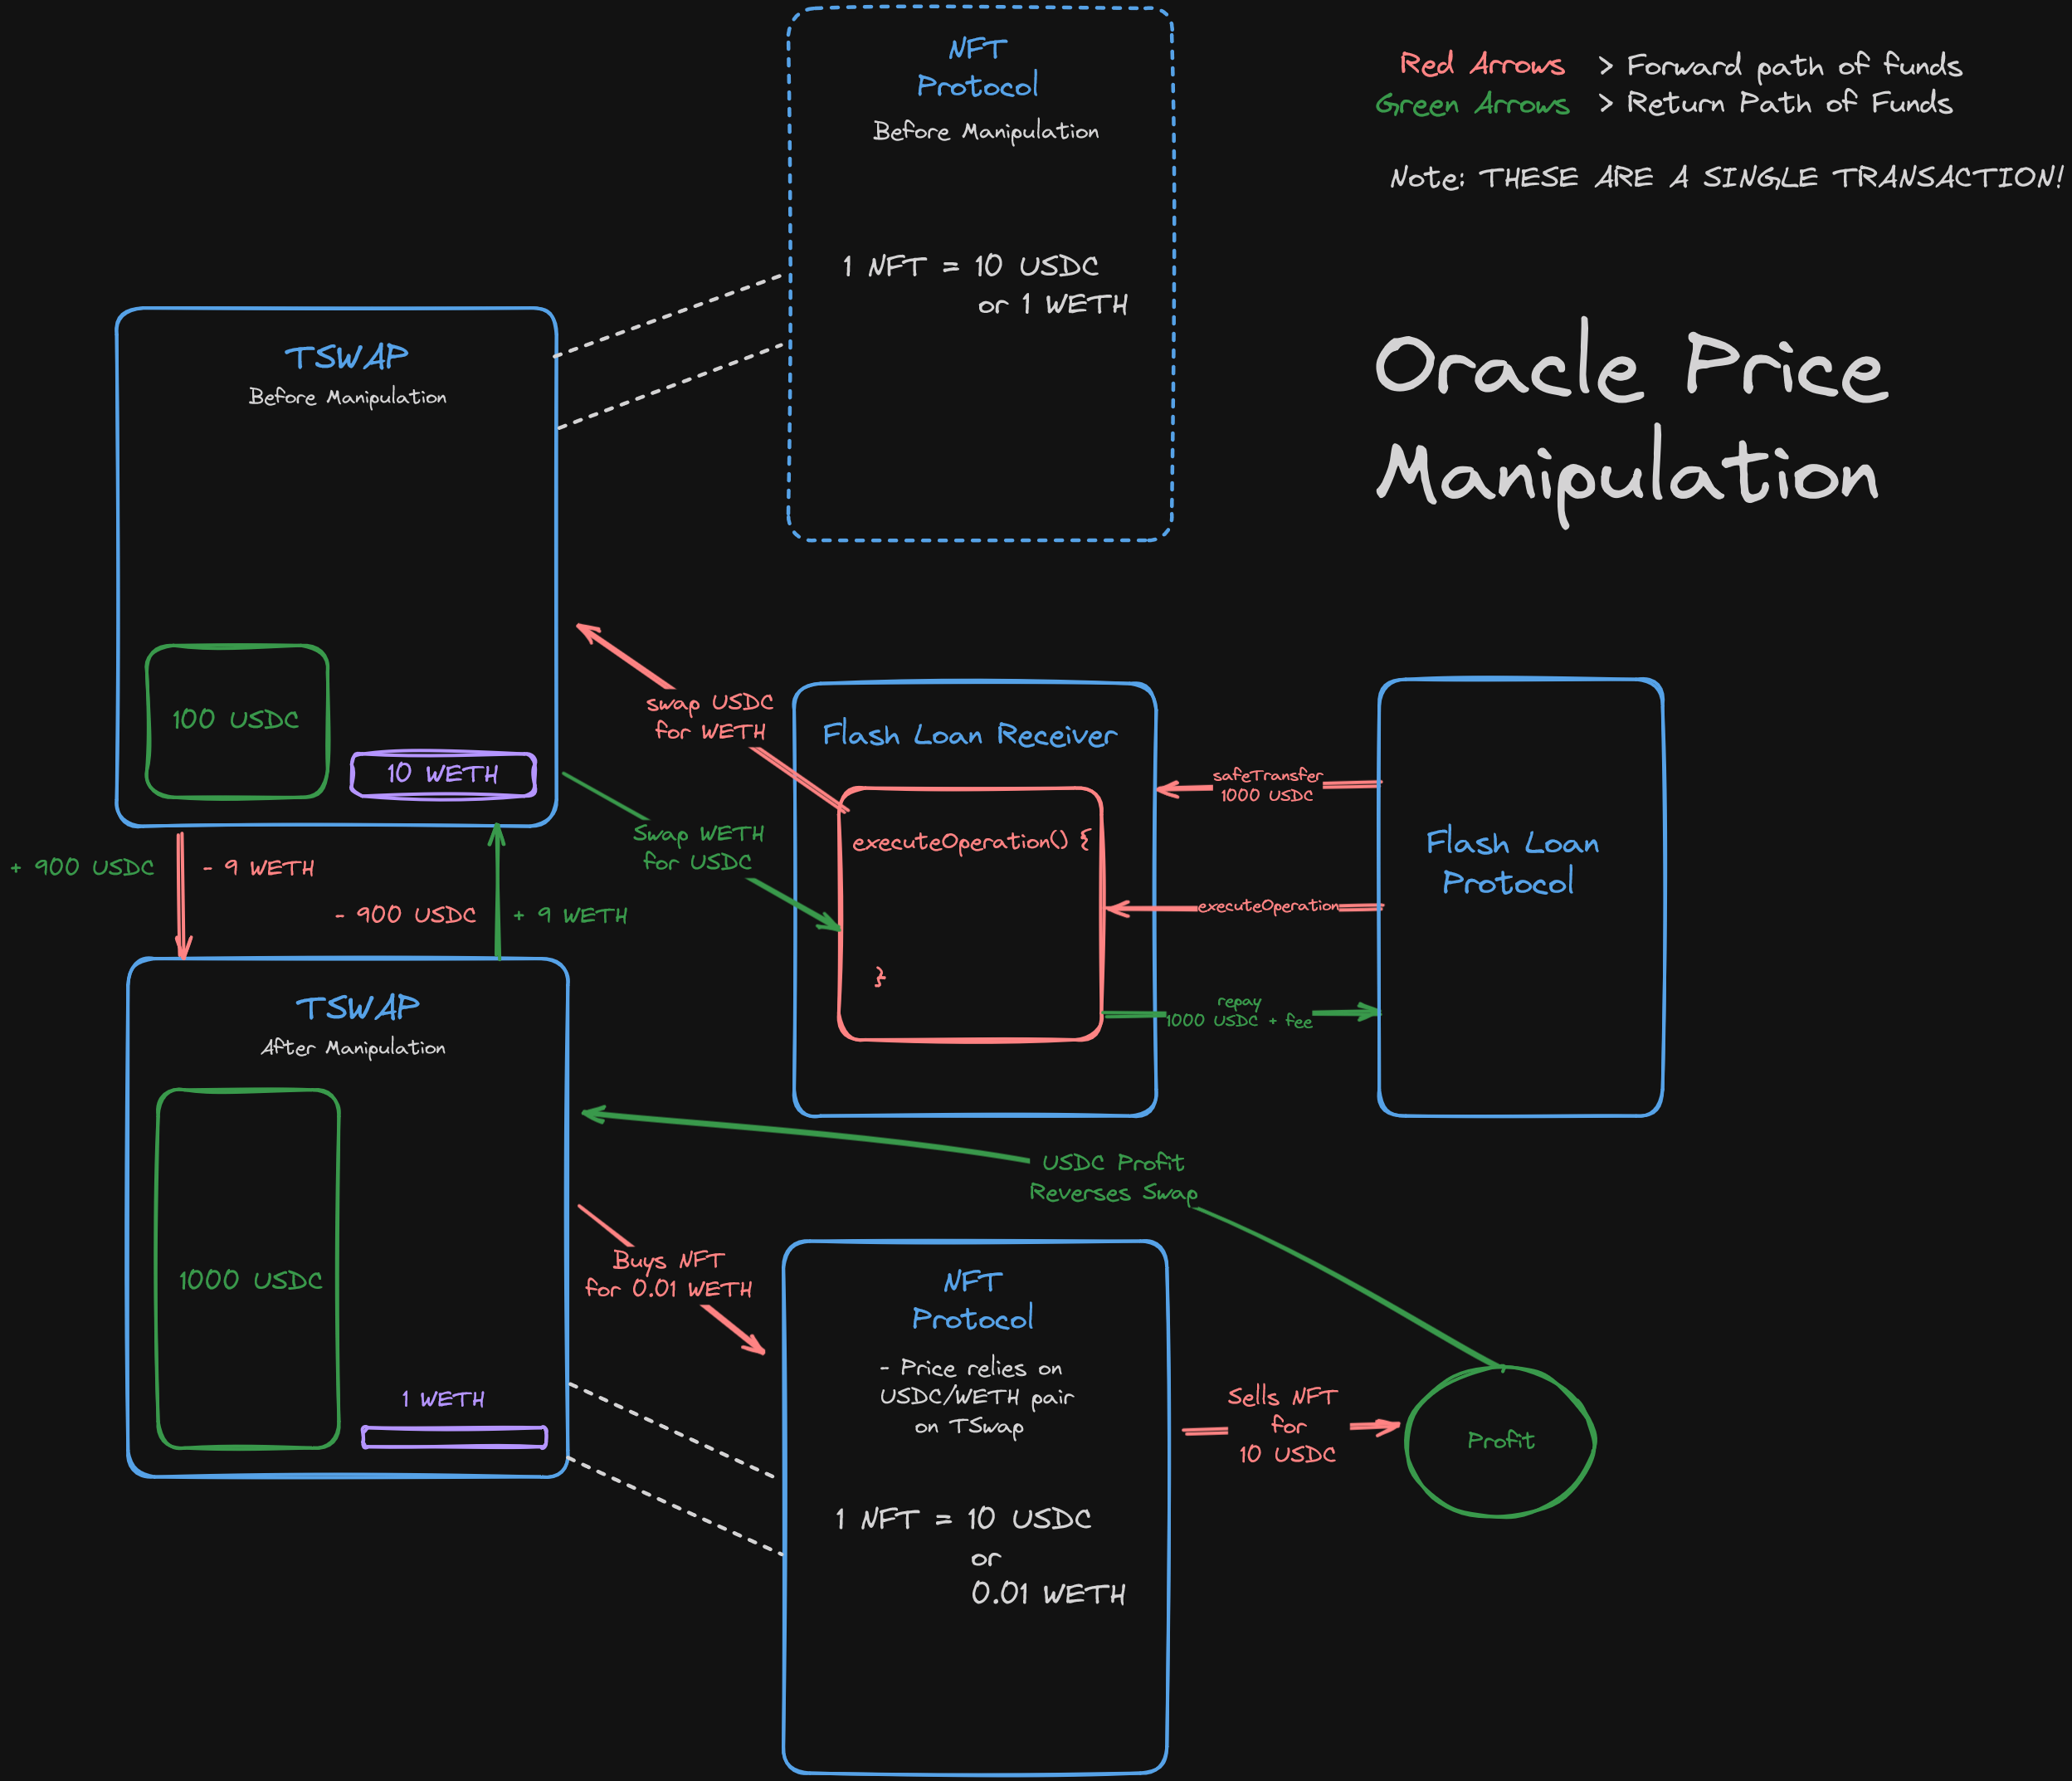 NFT
Protocol
Before Manipulation
1 NFT = 10 USDC
or 1 WETH
Red Arrows > Forward path of funds
Green Arrows > Return Path of Funds
Note: THESE ARE A SINGLE TRANSACTION!
Oracle Price
Manipulation
TSWAP
Before Manipulation
100 USDC
10 WETH
+ 900 USDC
- 9 WETH
- 900 USDC
+ 9 WETH
swap USDC
for WETH
Swap WETH
for USDC
Flash Loan Receiver
executeOperation() {
}
safeTransfer
1000 USDC
executeOperation
repay
1000 USDC + fee
Flash Loan
Protocol
TSWAP
After Manipulation
1000 USDC
1 WETH
USDC Profit
Reverses Swap
Buys NFT
for 0.01 WETH
NFT
Protocol
- Price relies on
USDC/WETH pair
on TSwap
1 NFT = 10 USDC
or
0.01 WETH
Sells NFT
for
10 USDC
Profit